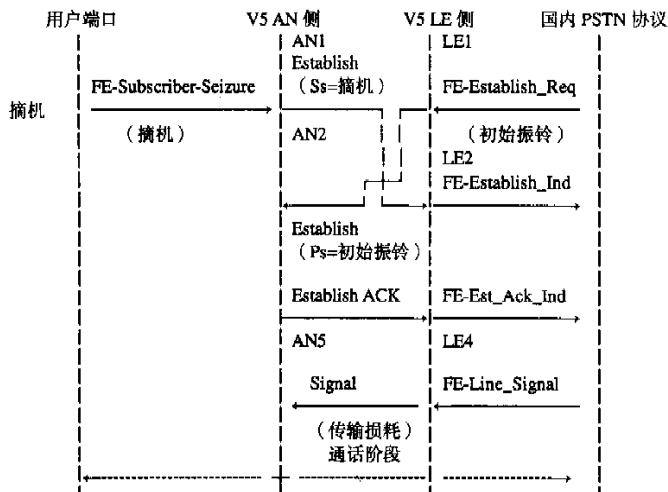 用户端口 V5 AN 侧 V5 LE 侧 国内 PSTN 协议
AN1 LE1
Establish
FE-Subscriber-Seizure (Ss=摘机) FE-Establish_Req
摘机
(摘机) AN2 (初始振铃)
LE2
FE-Establish_Ind
Establish
(Ps=初始振铃)
Establish ACK FE-Est_Ack_Ind
AN5 LE4
Signal FE-Line_Signal
(传输损耗)
通话阶段